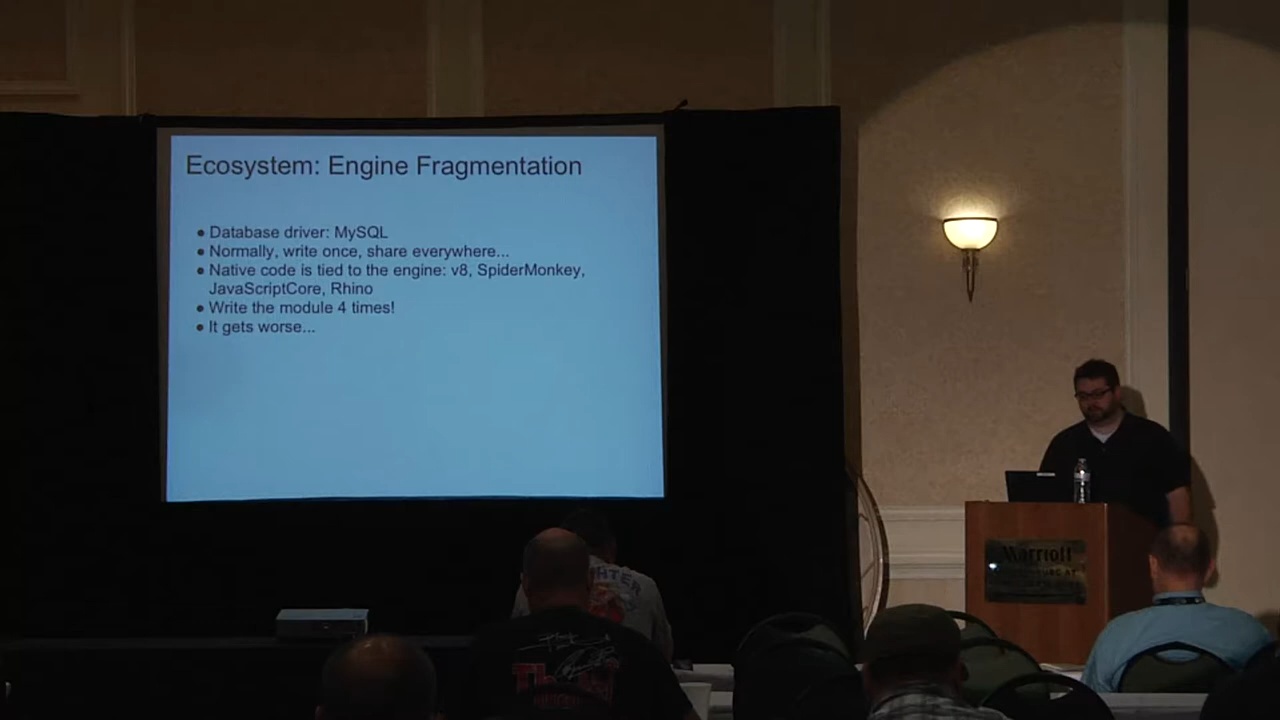 Ecosystem: Engine Fragmentation
● Database driver: MySQL
● Normally, write once, share everywhere...
● Native code is tied to the engine: v8, SpiderMonkey,
JavaScriptCore, Rhino
● Write the module 4 times!
● It gets worse...
Marriott